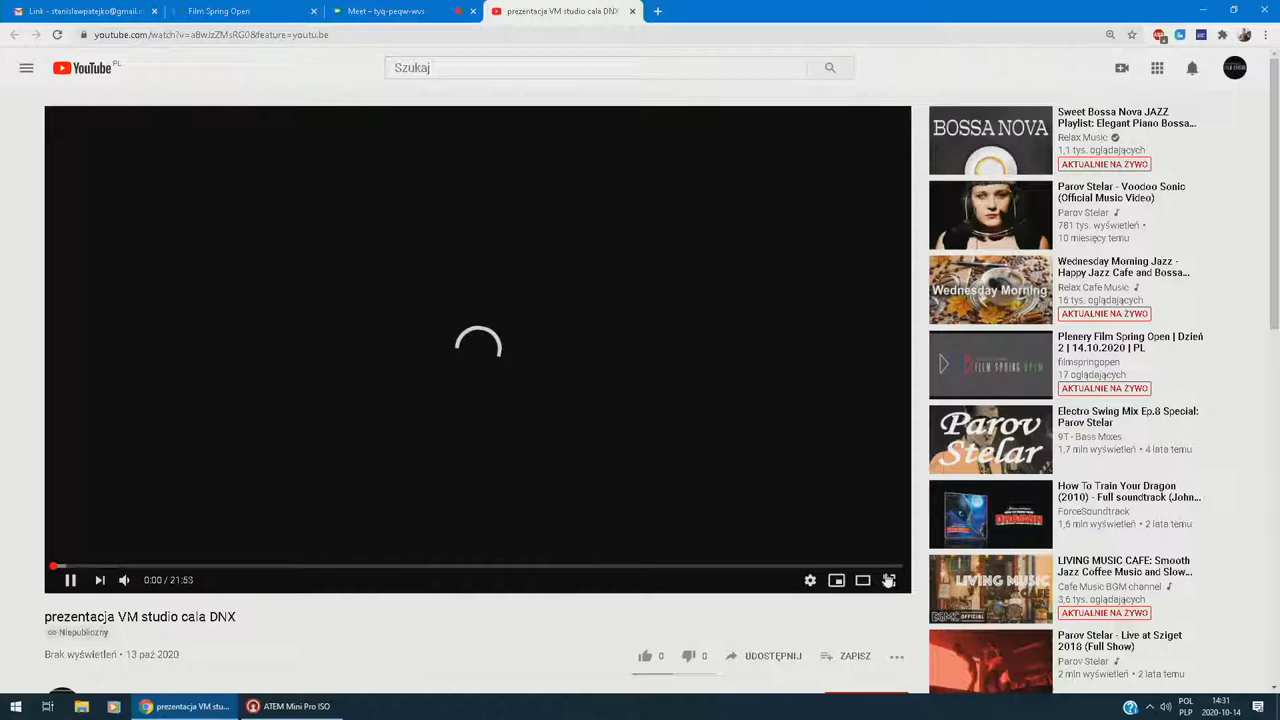 Link - stanislawpatejko@gmail.c
Film Spring Open
Meet – tyq-peqw-wvs
prezentacja VM studio cala DNX
youtube.com/watch?v=aBwJzZMsRG0&feature=youtu.be
YouTube PL
Szukaj
BOSSA NOVA
Sweet Bossa Nova JAZZ
Playlist: Elegant Piano Bossa...
Relax Music
1,1 tys. oglądających
AKTUALNIE NA ŻYWO
Parov Stelar - Voodoo Sonic
(Official Music Video)
Parov Stelar
781 tys. wyświetleń •
10 miesięcy temu
Wednesday Morning
Wednesday Morning Jazz -
Happy Jazz Cafe and Bossa...
Relax Cafe Music
16 tys. oglądających
AKTUALNIE NA ŻYWO
FILM SPRING OPEN
Plenery Film Spring Open | Dzień
2 | 14.10.2020 | PL
filmspringopen
17 oglądających
AKTUALNIE NA ŻYWO
Parov
Stelar
Electro Swing Mix Ep.8 Special:
Parov Stelar
9T - Bass Mixes
1,7 mln wyświetleń • 4 lata temu
DRAGON
How To Train Your Dragon
(2010) - Full soundtrack (John...
ForceSoundtrack
1,6 mln wyświetleń • 2 lata temu
LIVING MUSIC
CAFE
BGMC OFFICIAL
LIVING MUSIC CAFE: Smooth
Jazz Coffee Music and Slow...
Cafe Music BGM channel
3,6 tys. oglądających
AKTUALNIE NA ŻYWO
Parov Stelar - Live at Sziget
2018 (Full Show)
Parov Stelar
2 mln wyświetleń • 2 lata temu
0:00 / 21:53
prezentacja VM studio cala DNX
Niepubliczny
Brak wyświetleń • 13 paź 2020
0
0
UDOSTĘPNIJ
ZAPISZ
prezentacja VM stu...
ATEM Mini Pro ISO
POL
PLP
14:31
2020-10-14